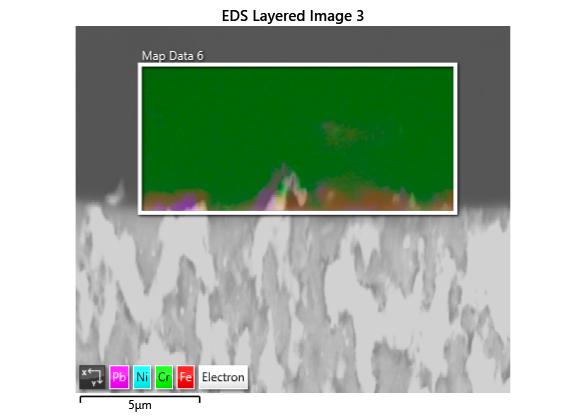 EDS Layered Image 3
Map Data 6
X
Y
Pb Ni Cr Fe Electron
5μm